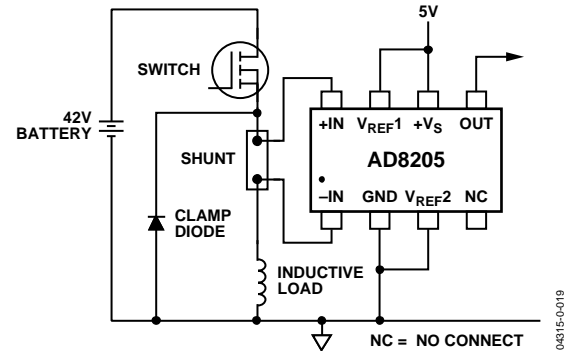 5V
SWITCH
42V
BATTERY
+IN VREF1 +VS OUT
SHUNT
AD8205
–IN GND VREF2 NC
CLAMP
DIODE
INDUCTIVE
LOAD
NC = NO CONNECT
04315-0-019